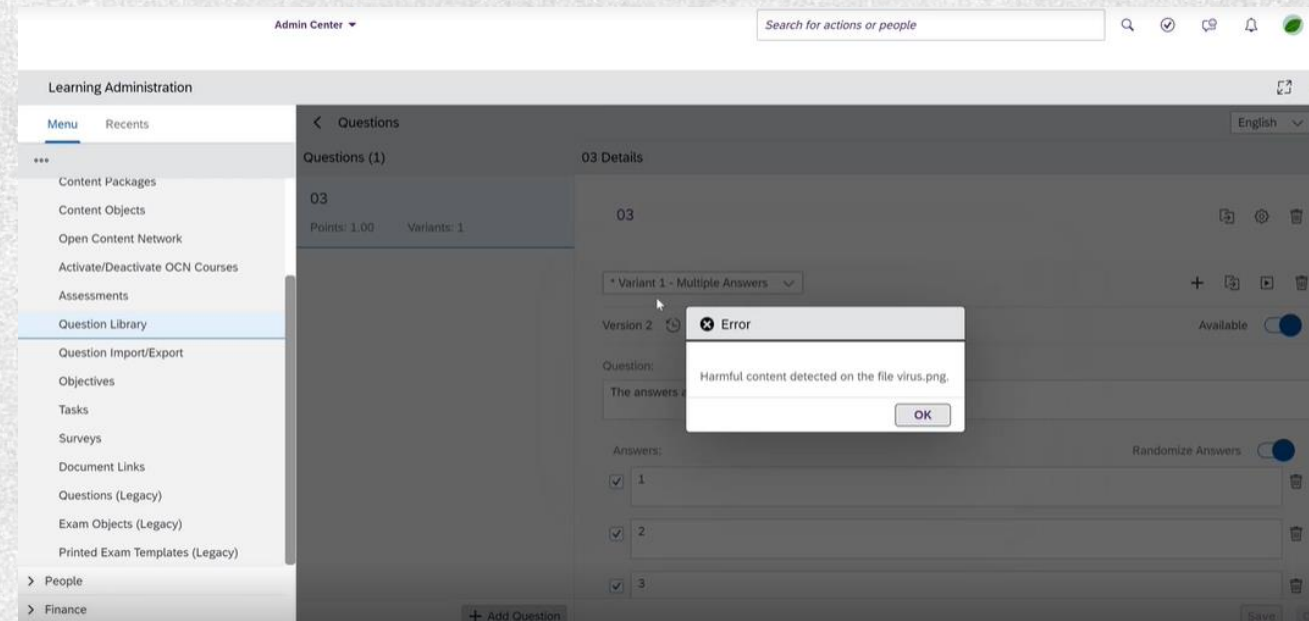 Admin Center
Search for actions or people
Learning Administration
Menu Recents
Content Packages
Content Objects
Open Content Network
Activate/Deactivate OCN Courses
Assessments
Question Library
Question Import/Export
Objectives
Tasks
Surveys
Document Links
Questions (Legacy)
Exam Objects (Legacy)
Printed Exam Templates (Legacy)
People
Finance
Questions
English
Questions (1)
03
Points: 1.00 Variants: 1
+ Add Question
03 Details
03
* Variant 1 - Multiple Answers
Version 2
Available
Question:
The answers
Error
Harmful content detected on the file virus.png.
OK
Answers:
Randomize Answers
1
2
3
Save